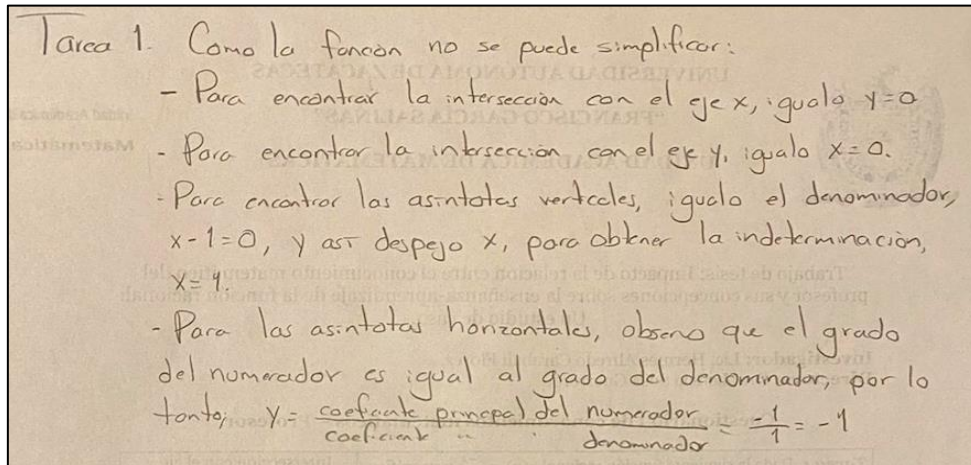 Tarea 1. Como la función no se puede simplificar:
- Para encontrar la intersección con el eje x, igualo y=0
- Para encontrar la intersección con el eje y, igualo x=0.
- Para encontrar las asíntotas verticales, igualo el denominador,
x-1=0, y así despejo x, para obtener la indeterminación,
x=1.
- Para las asíntotas horizontales, observo que el grado
del numerador es igual al grado del denominador, por lo
tanto, y = coeficiente principal del numerador / coeficiente " " denominador = -1/1 = -1